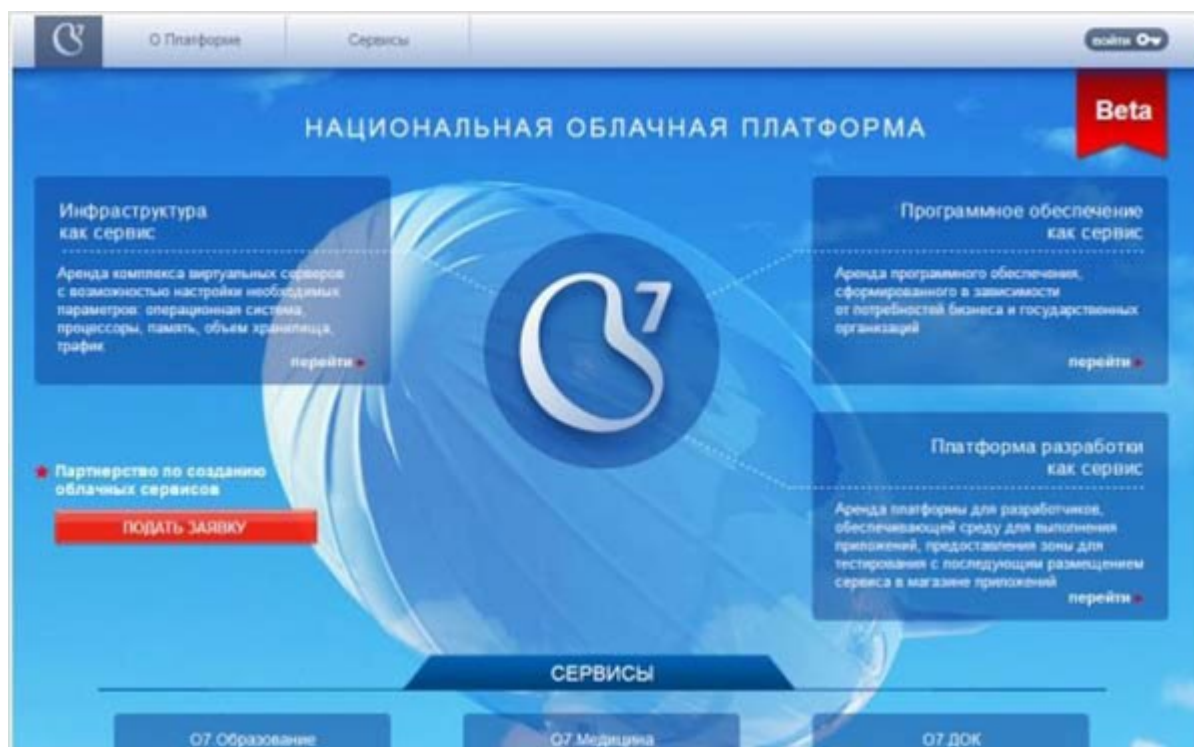 О Платформе
Сервисы
войти
Beta
НАЦИОНАЛЬНАЯ ОБЛАЧНАЯ ПЛАТФОРМА
Инфраструктура
как сервис
Аренда комплекса виртуальных серверов
с возможностью настройки необходимых
параметров: операционная система,
процессоры, память, объем хранилища,
трафик
перейти
Программное обеспечение
как сервис
Аренда программного обеспечения,
сформированного в зависимости
от потребностей бизнеса и государственных
организаций
перейти
7
Партнерство по созданию
облачных сервисов
ПОДАТЬ ЗАЯВКУ
Платформа разработки
как сервис
Аренда платформы для разработчиков,
обеспечивающей среду для выполнения
приложений, предоставления зоны для
тестирования с последующим размещением
сервиса в магазине приложений
перейти
СЕРВИСЫ
О7.Образование
О7.Медицина
О7.ДОК